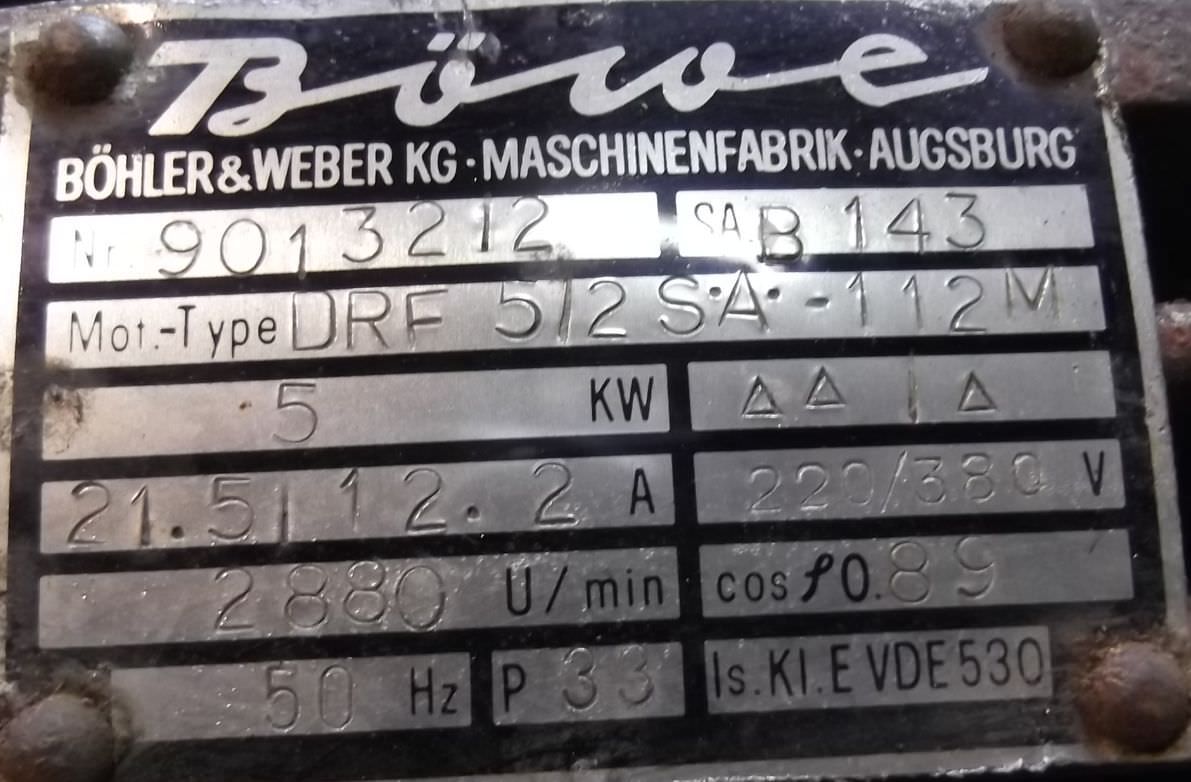 Böwe
BÖHLER & WEBER KG · MASCHINENFABRIK · AUGSBURG
Nr. 9013212 SA. B 143
Mot.-Type DRF 5/2 S.A.-112M
5 KW △ △ | △
21.5| 12.2 A 220/380 V
2880 U/min cos φ 0.89
50 Hz P 33 Is.Kl.E VDE 530